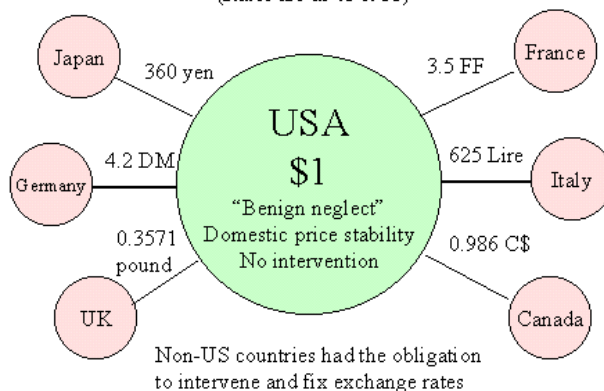 Japan
360 yen
3.5 FF
France
USA
$1
Germany
4.2 DM
625 Lire
Italy
“Benign neglect”
Domestic price stability
No intervention
0.3571
pound
0.986 C$
UK
Canada
Non-US countries had the obligation
to intervene and fix exchange rates